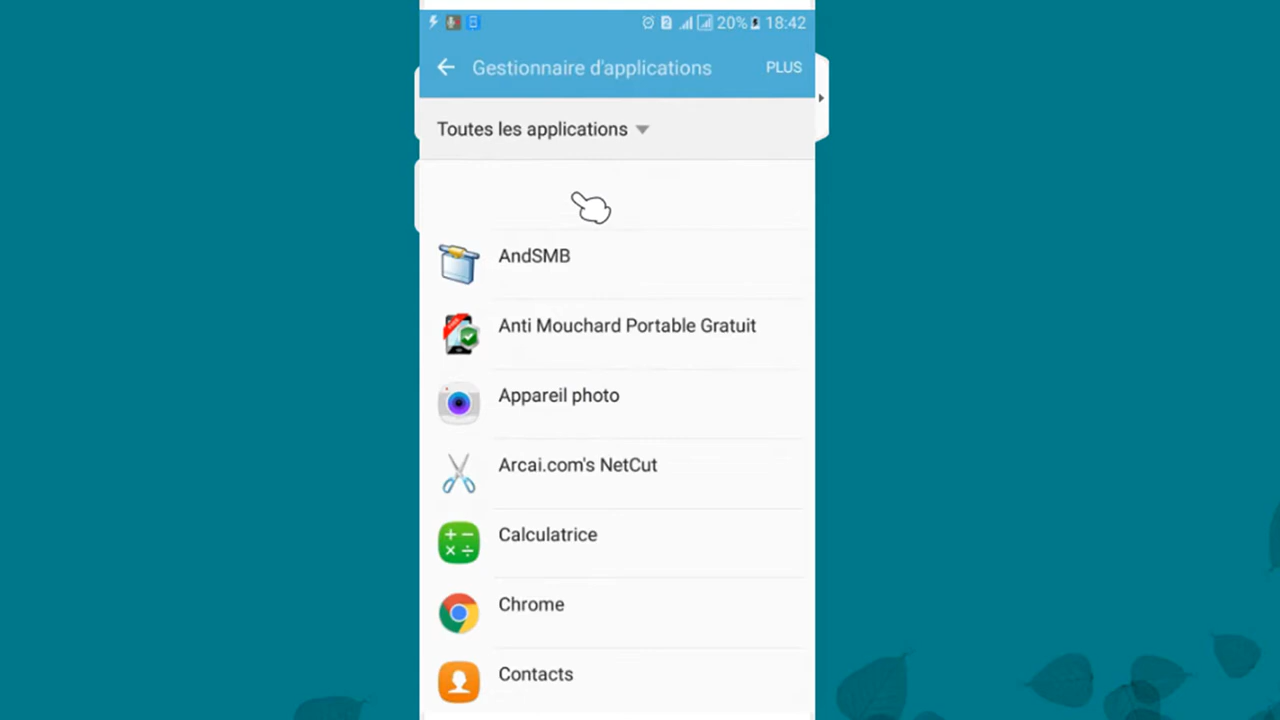 20% 18:42
Gestionnaire d'applications PLUS
Toutes les applications
AndSMB
Anti Mouchard Portable Gratuit
Appareil photo
Arcai.com's NetCut
Calculatrice
Chrome
Contacts